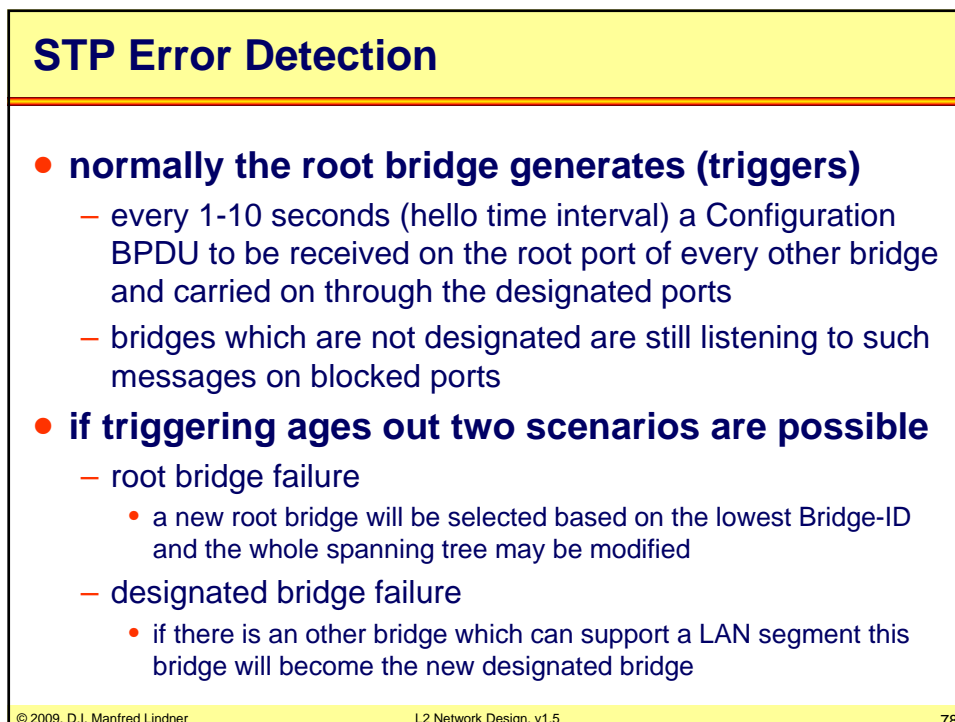 STP Error Detection
• normally the root bridge generates (triggers)
– every 1-10 seconds (hello time interval) a Configuration
BPDU to be received on the root port of every other bridge
and carried on through the designated ports
– bridges which are not designated are still listening to such
messages on blocked ports
• if triggering ages out two scenarios are possible
– root bridge failure
• a new root bridge will be selected based on the lowest Bridge-ID
and the whole spanning tree may be modified
– designated bridge failure
• if there is an other bridge which can support a LAN segment this
bridge will become the new designated bridge
© 2009, D.I. Manfred Lindner L2 Network Design, v1.5 78